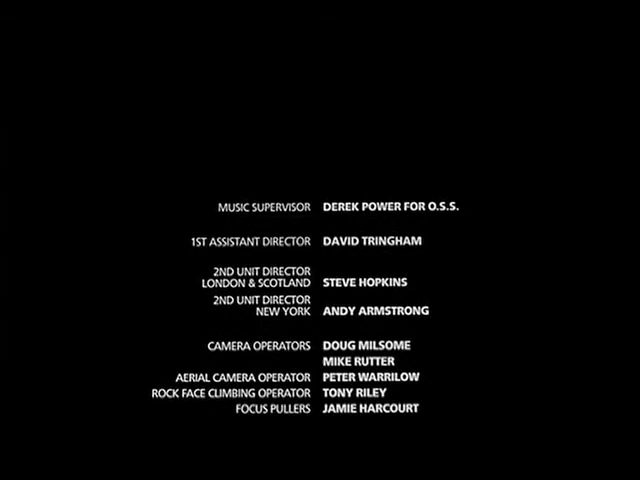 MUSIC SUPERVISOR DEREK POWER FOR O.S.S.
1ST ASSISTANT DIRECTOR DAVID TRINGHAM
2ND UNIT DIRECTOR
LONDON & SCOTLAND STEVE HOPKINS
2ND UNIT DIRECTOR
NEW YORK ANDY ARMSTRONG
CAMERA OPERATORS DOUG MILSOME
MIKE RUTTER
AERIAL CAMERA OPERATOR PETER WARRILOW
ROCK FACE CLIMBING OPERATOR TONY RILEY
FOCUS PULLERS JAMIE HARCOURT